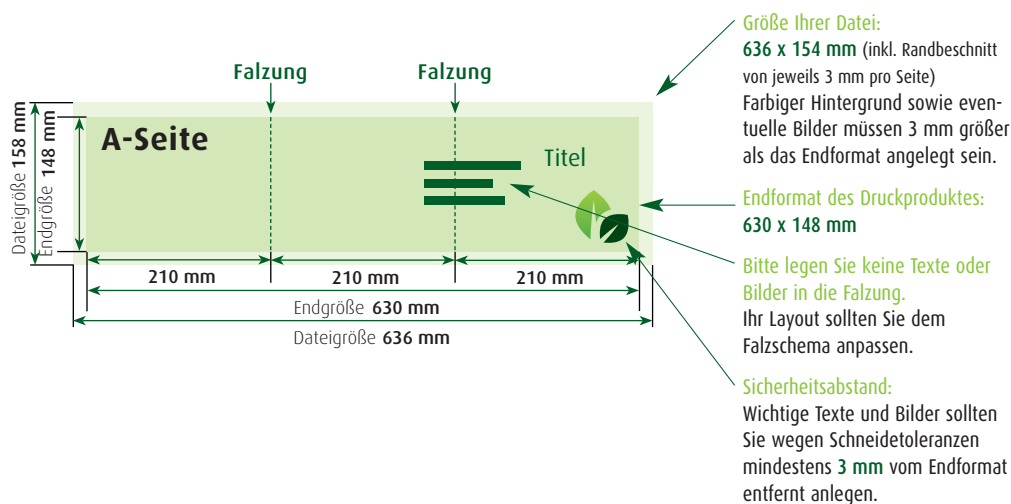 Größe Ihrer Datei:
636 x 154 mm (inkl. Randbeschnitt
von jeweils 3 mm pro Seite)
Farbiger Hintergrund sowie even-
tuelle Bilder müssen 3 mm größer
als das Endformat angelegt sein.
Endformat des Druckproduktes:
630 x 148 mm
Bitte legen Sie keine Texte oder
Bilder in die Falzung.
Ihr Layout sollten Sie dem
Falzschema anpassen.
Sicherheitsabstand:
Wichtige Texte und Bilder sollten
Sie wegen Schneidetoleranzen
mindestens 3 mm vom Endformat
entfernt anlegen.
Falzung
Falzung
A-Seite
Titel
Dateigröße 158 mm
Endgröße 148 mm
210 mm
210 mm
210 mm
Endgröße 630 mm
Dateigröße 636 mm